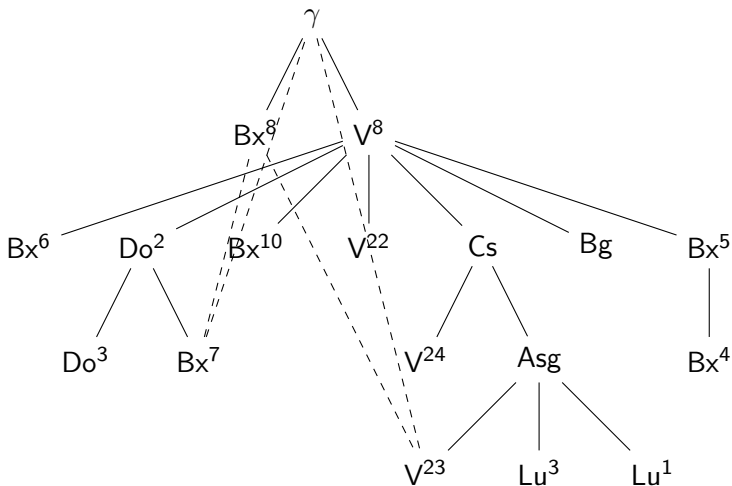 γ
Bx⁸ V⁸
Bx⁶ Do² Bx¹⁰ V²² Cs Bg Bx⁵
Do³ Bx⁷ V²⁴ Asg Bx⁴
V²³ Lu³ Lu¹